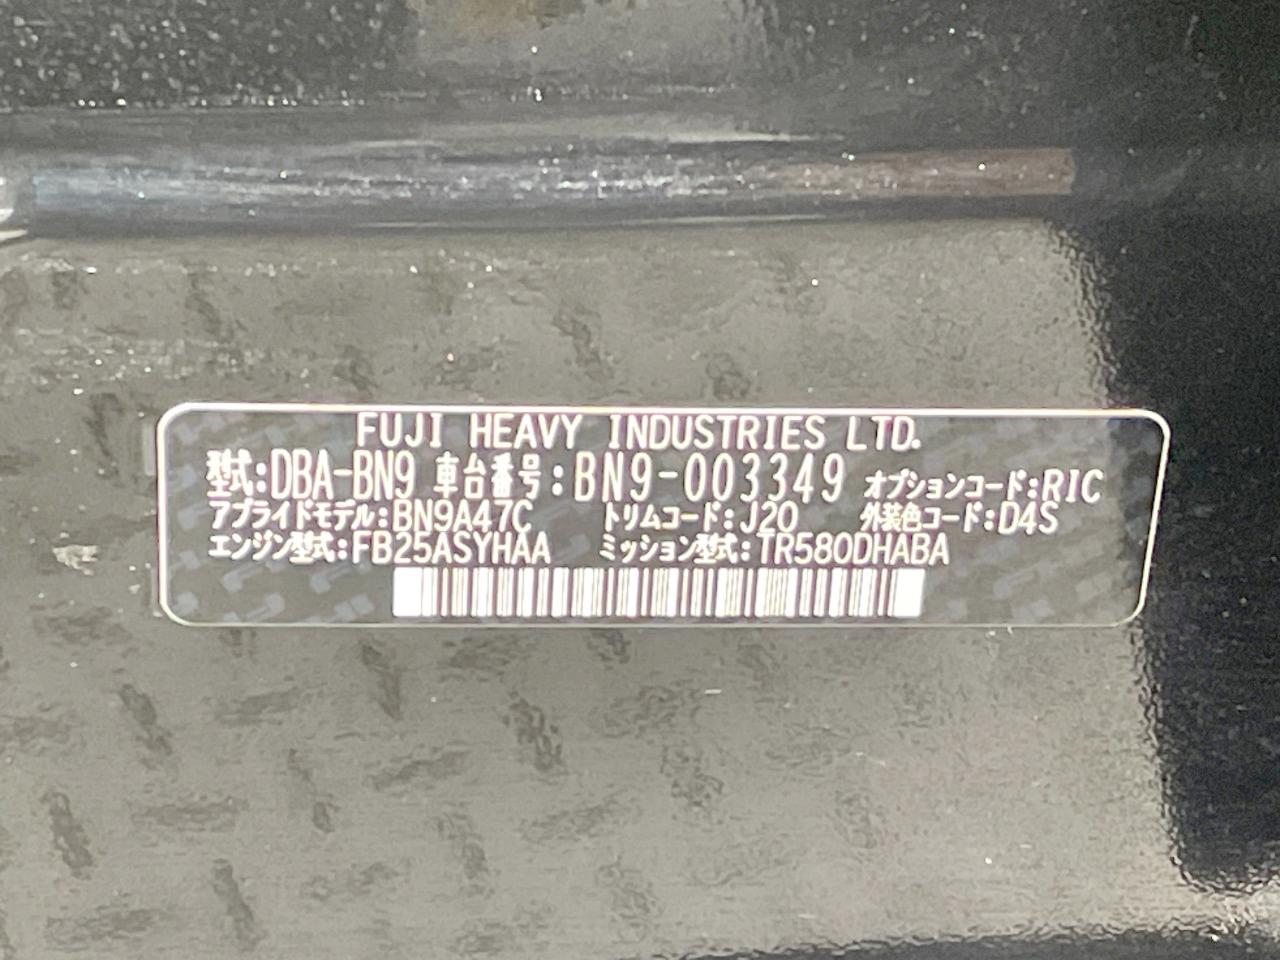 FUJI HEAVY INDUSTRIES LTD.
型式:DBA-BN9 車台番号:BN9-003349 オプションコード:RIC
アプライドモデル:BN9A47C トリムコード:J20 外装色コード:D4S
エンジン型式:FB25ASYHAA ミッション型式:TR580DHABA